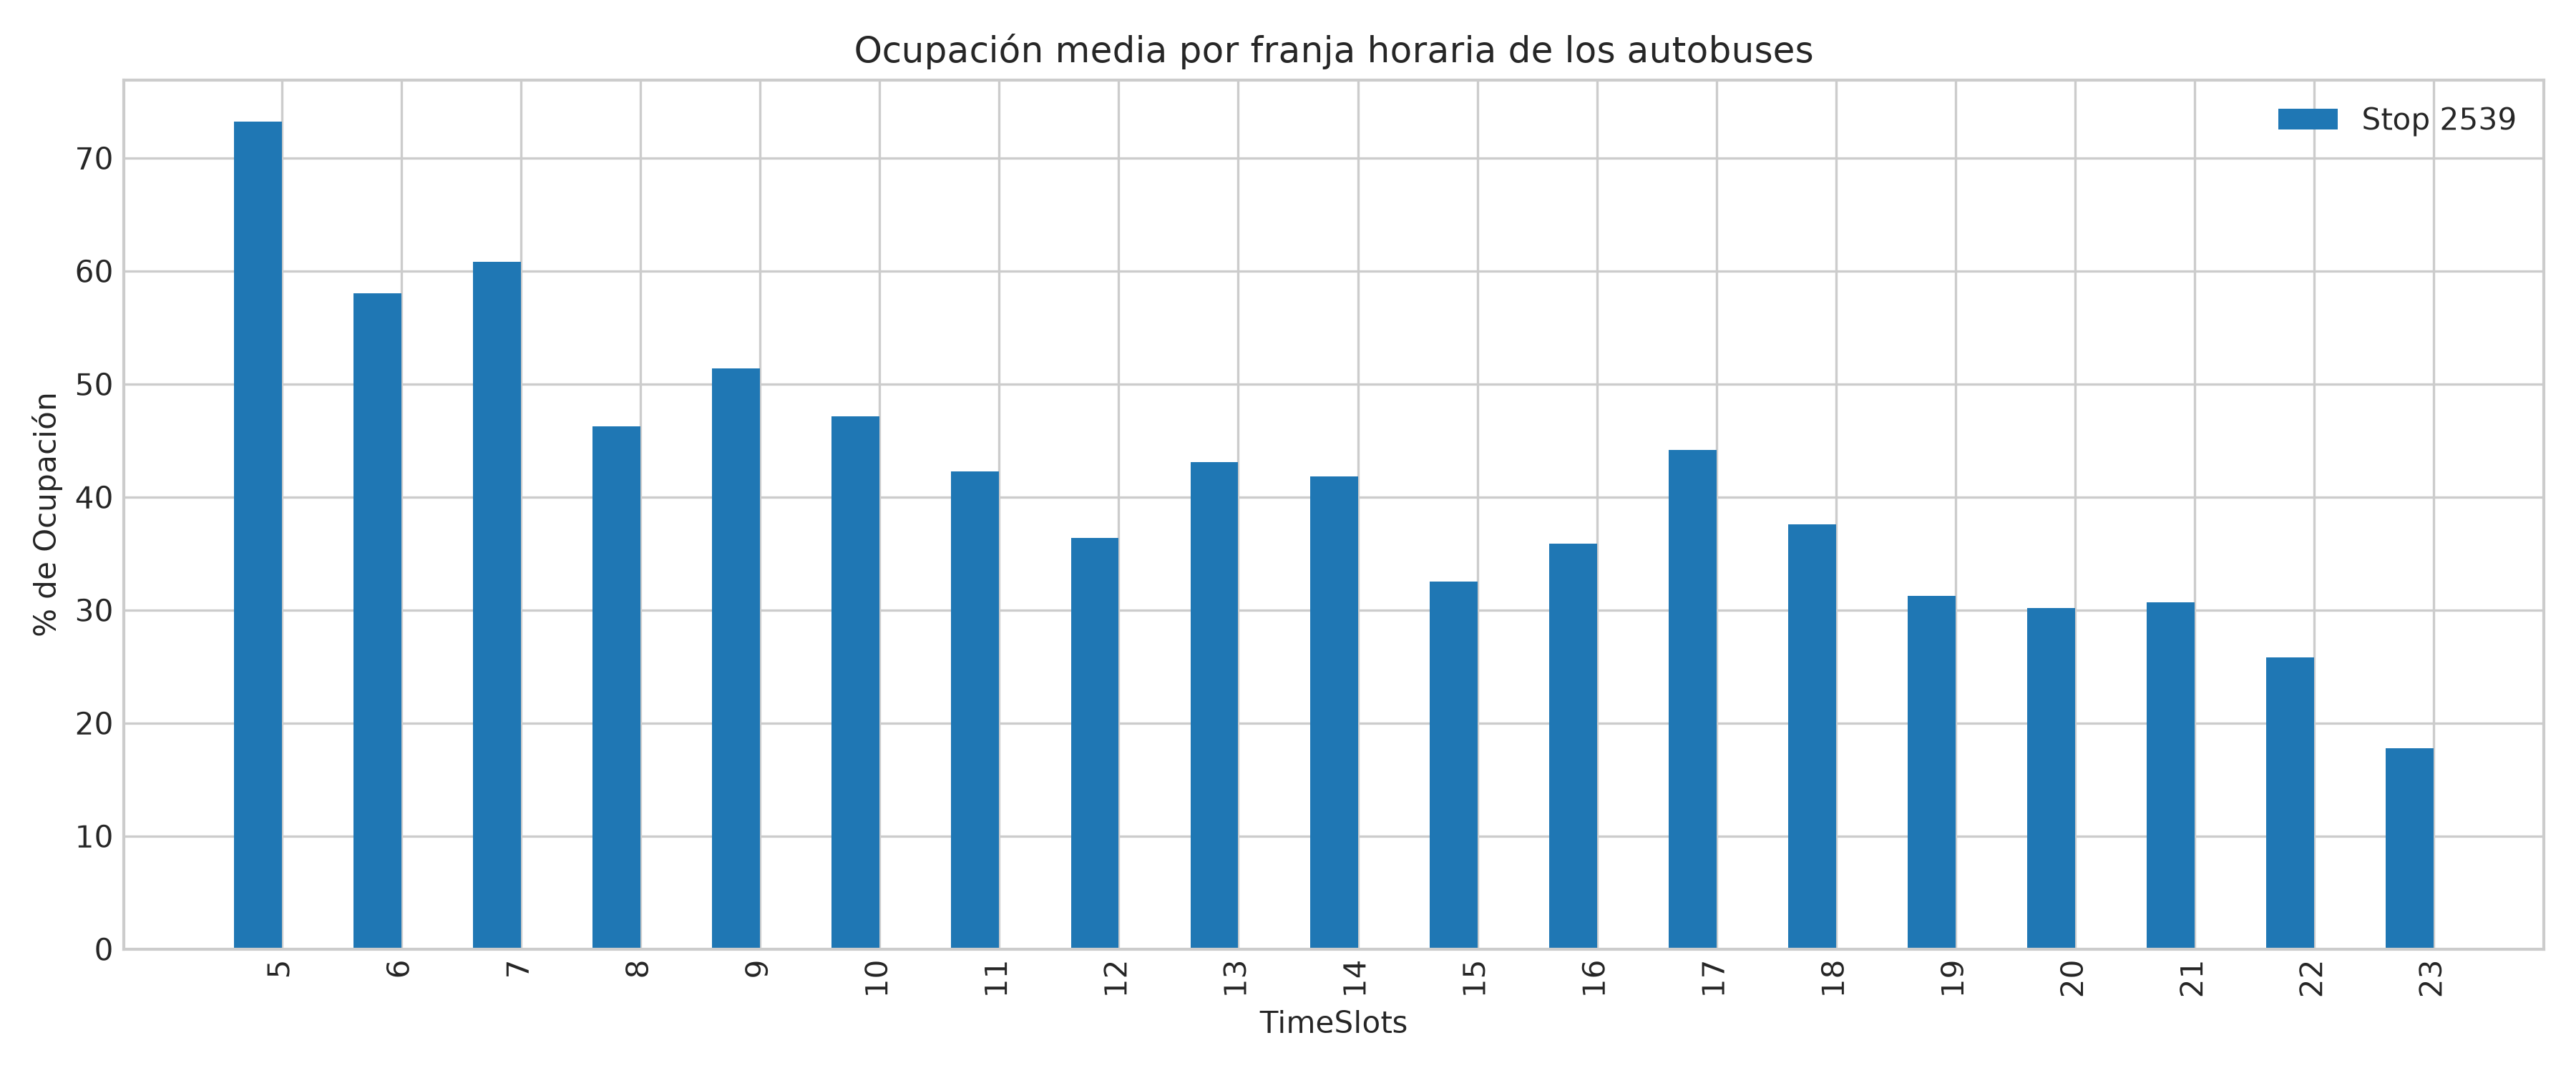 Ocupación media por franja horaria de los autobuses
Stop 2539
% de Ocupación
70
60
50
40
30
20
10
0
5 6 7 8 9 10 11 12 13 14 15 16 17 18 19 20 21 22 23
TimeSlots